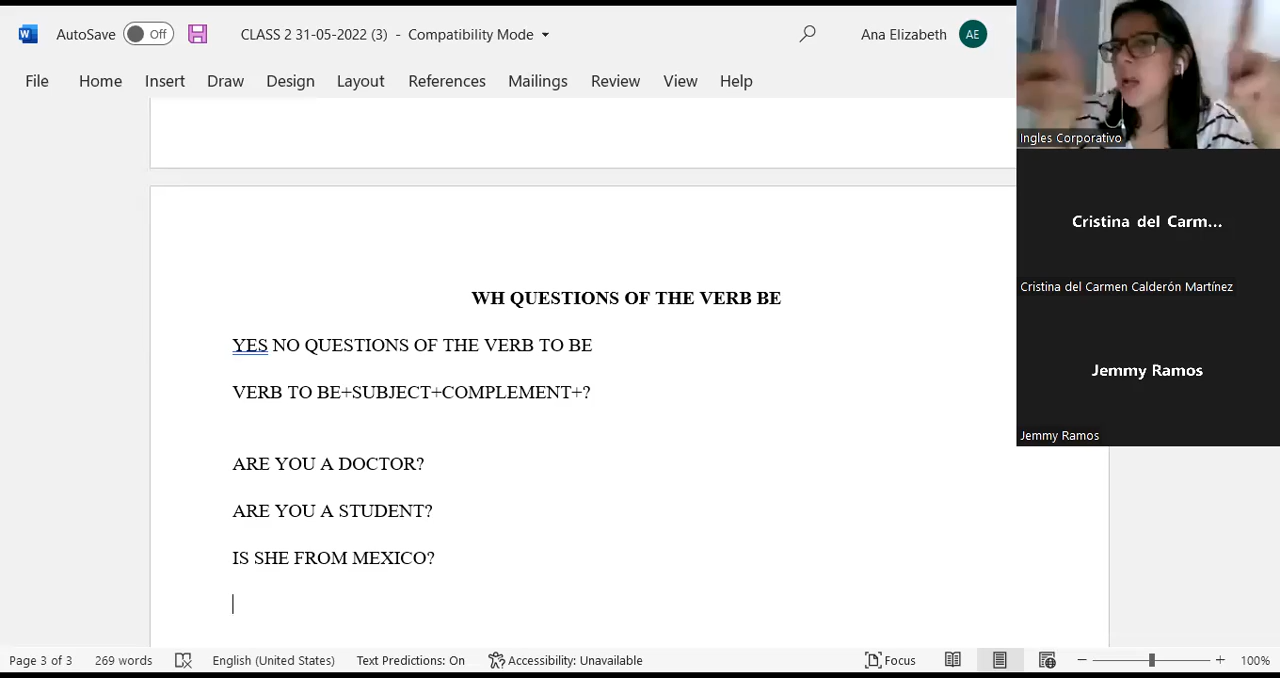 AutoSave Off CLASS 2 31-05-2022 (3) - Compatibility Mode Ana Elizabeth AE
File Home Insert Draw Design Layout References Mailings Review View Help
Ingles Corporativo
Cristina del Carm...
Cristina del Carmen Calderón Martínez
Jemmy Ramos
Jemmy Ramos
WH QUESTIONS OF THE VERB BE
YES NO QUESTIONS OF THE VERB TO BE
VERB TO BE+SUBJECT+COMPLEMENT+?
ARE YOU A DOCTOR?
ARE YOU A STUDENT?
IS SHE FROM MEXICO?
Page 3 of 3 269 words English (United States) Text Predictions: On Accessibility: Unavailable Focus 100%